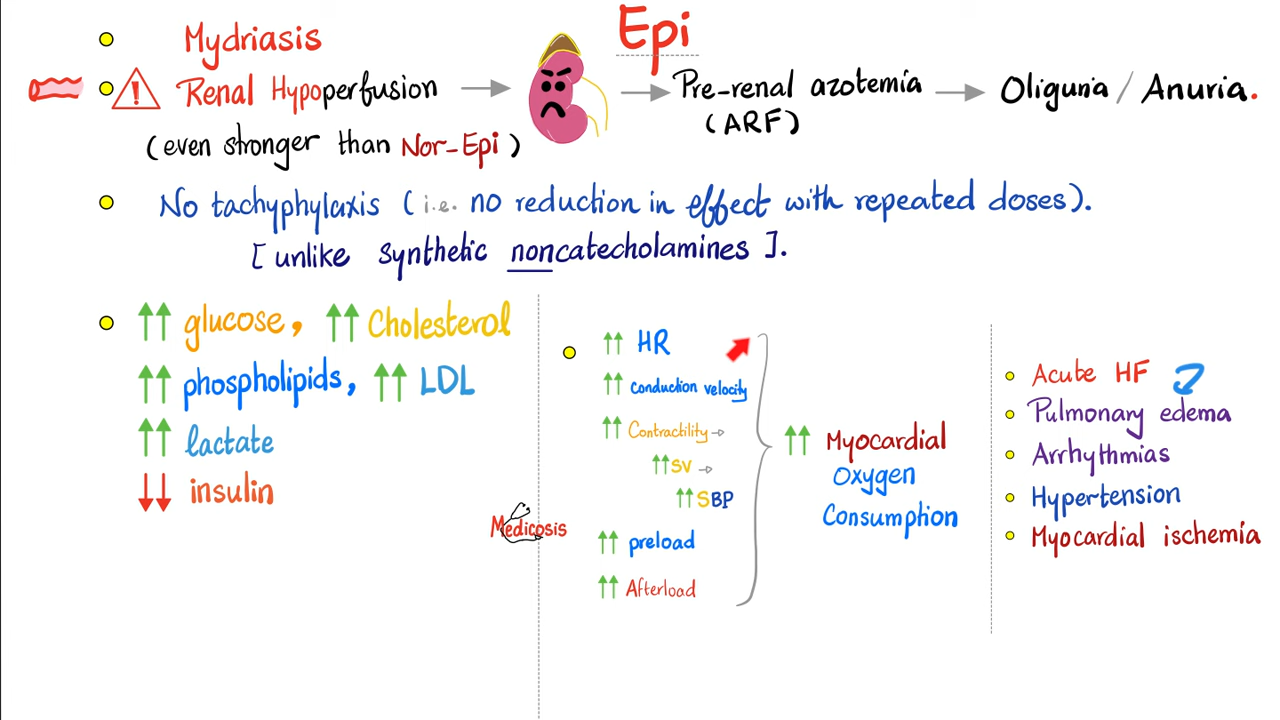 Epi
Mydriasis
! Renal Hypoperfusion → Pre-renal azotemia → Oliguria / Anuria.
(even stronger than Nor-Epi) (ARF)
No tachyphylaxis (i.e. no reduction in effect with repeated doses).
[unlike synthetic noncatecholamines].
↑↑ glucose, ↑↑ Cholesterol
↑↑ phospholipids, ↑↑ LDL
↑↑ lactate
↓↓ insulin
Medicosis
↑↑ HR
↑↑ Conduction velocity
↑↑ Contractility →
↑↑ SV →
↑↑ SBP
↑↑ preload
↑↑ Afterload
↑↑ Myocardial
Oxygen
Consumption
Acute HF
Pulmonary edema
Arrhythmias
Hypertension
Myocardial ischemia